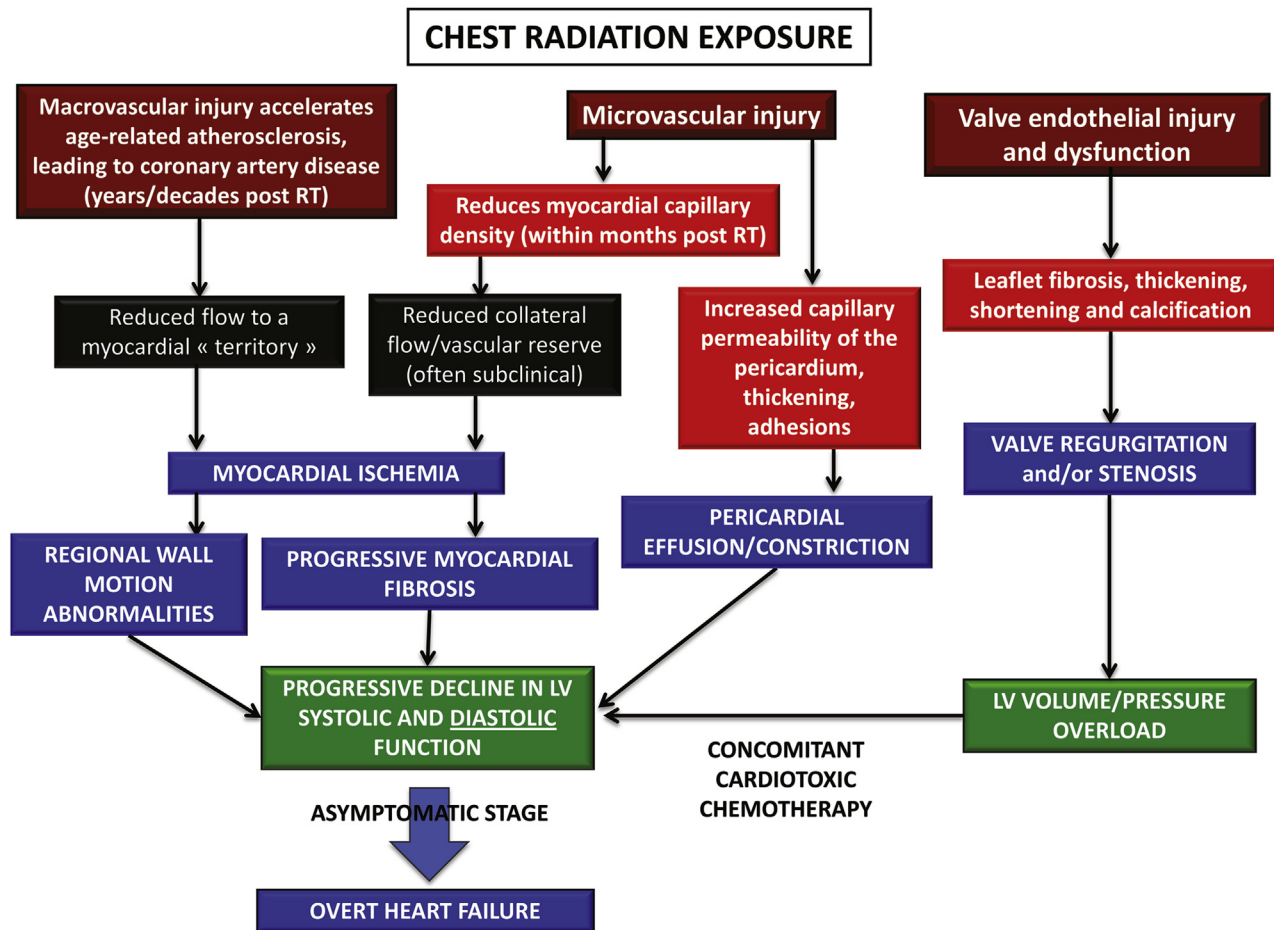 CHEST RADIATION EXPOSURE
Macrovascular injury accelerates
age-related atherosclerosis,
leading to coronary artery disease
(years/decades post RT)
Microvascular injury
Valve endothelial injury
and dysfunction
Reduces myocardial capillary
density (within months post RT)
Leaflet fibrosis, thickening,
shortening and calcification
Reduced flow to a
myocardial « territory »
Reduced collateral
flow/vascular reserve
(often subclinical)
Increased capillary
permeability of the
pericardium,
thickening,
adhesions
MYOCARDIAL ISCHEMIA
VALVE REGURGITATION
and/or STENOSIS
REGIONAL WALL
MOTION
ABNORMALITIES
PROGRESSIVE MYOCARDIAL
FIBROSIS
PERICARDIAL
EFFUSION/CONSTRICTION
PROGRESSIVE DECLINE IN LV
SYSTOLIC AND DIASTOLIC
FUNCTION
LV VOLUME/PRESSURE
OVERLOAD
CONCOMITANT
CARDIOTOXIC
CHEMOTHERAPY
ASYMPTOMATIC STAGE
OVERT HEART FAILURE